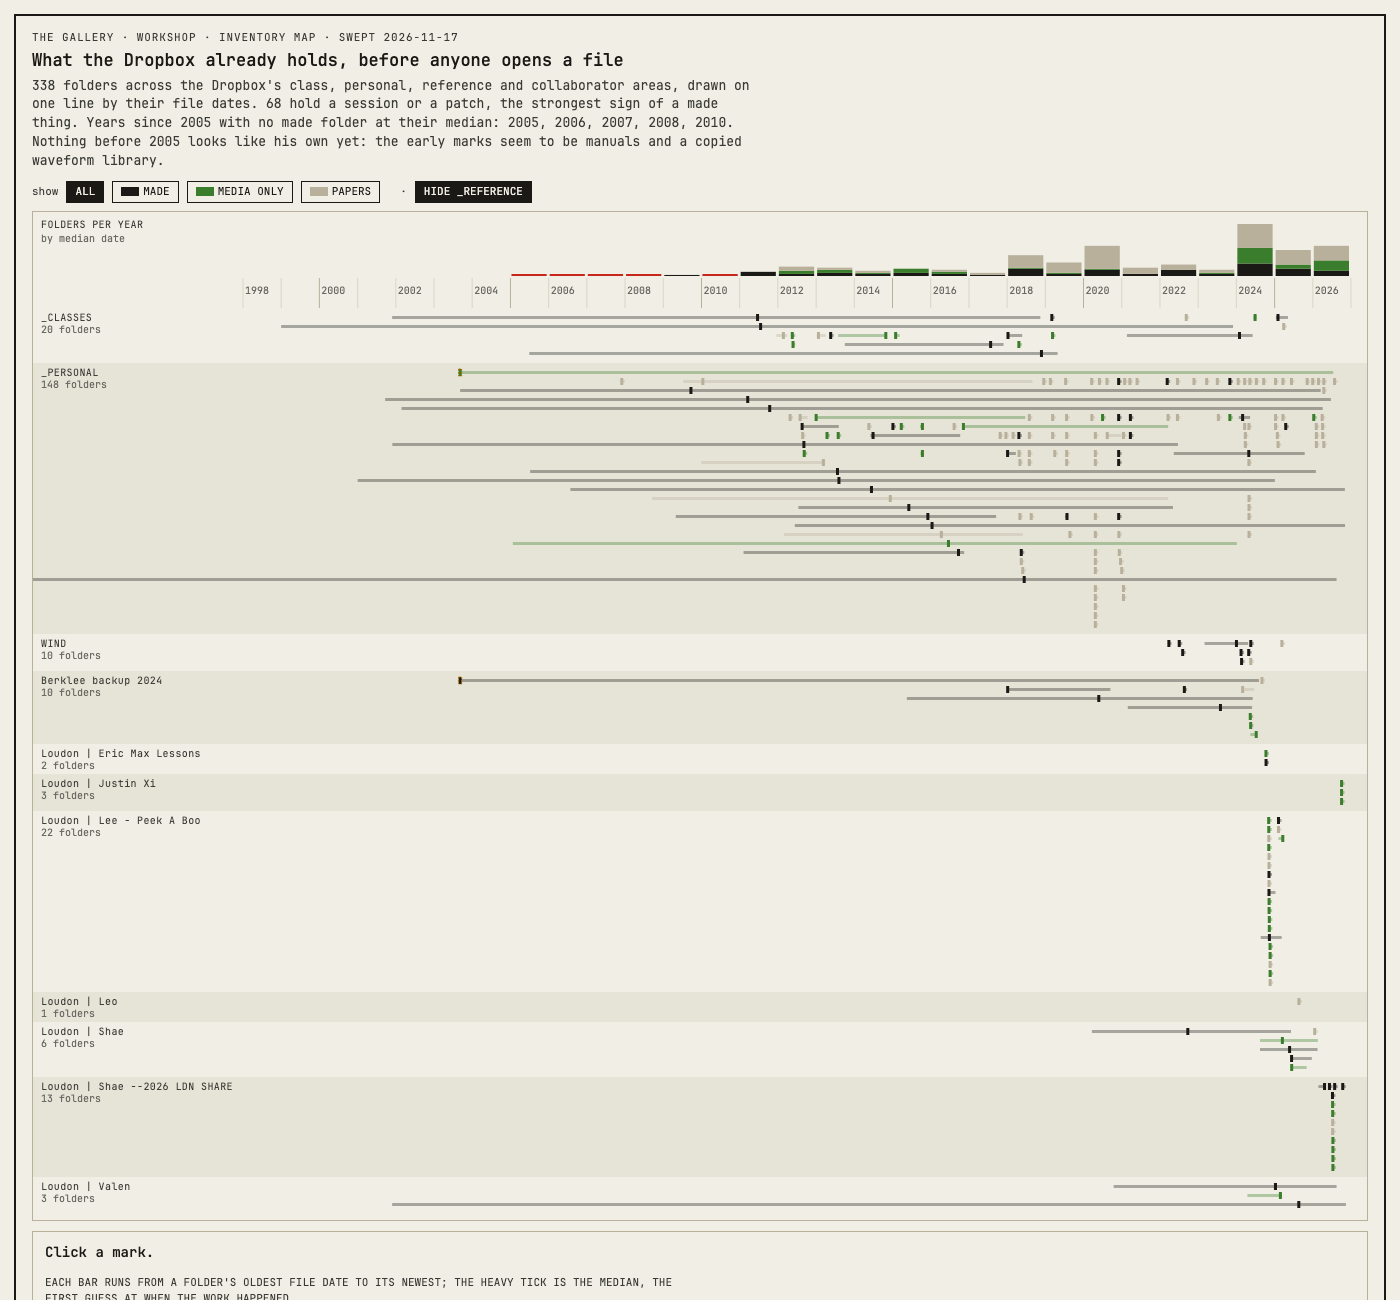 THE GALLERY · WORKSHOP · INVENTORY MAP · SWEPT 2026-11-17
What the Dropbox already holds, before anyone opens a file
338 folders across the Dropbox's class, personal, reference and collaborator areas, drawn on
one line by their file dates. 68 hold a session or a patch, the strongest sign of a made
thing. Years since 2005 with no made folder at their median: 2005, 2006, 2007, 2008, 2010.
Nothing before 2005 looks like his own yet: the early marks seem to be manuals and a copied
waveform library.
show ALL MADE MEDIA ONLY PAPERS · HIDE _REFERENCE
FOLDERS PER YEAR
by median date
1998 2000 2002 2004 2006 2008 2010 2012 2014 2016 2018 2020 2022 2024 2026
_CLASSES
20 folders
_PERSONAL
148 folders
WIND
10 folders
Berklee backup 2024
10 folders
Loudon | Eric Max Lessons
2 folders
Loudon | Justin Xi
3 folders
Loudon | Lee - Peek A Boo
22 folders
Loudon | Leo
1 folders
Loudon | Shae
6 folders
Loudon | Shae --2026 LDN SHARE
13 folders
Loudon | Valen
3 folders
Click a mark.
EACH BAR RUNS FROM A FOLDER'S OLDEST FILE DATE TO ITS NEWEST; THE HEAVY TICK IS THE MEDIAN, THE
FIRST GUESS AT WHEN THE WORK HAPPENED